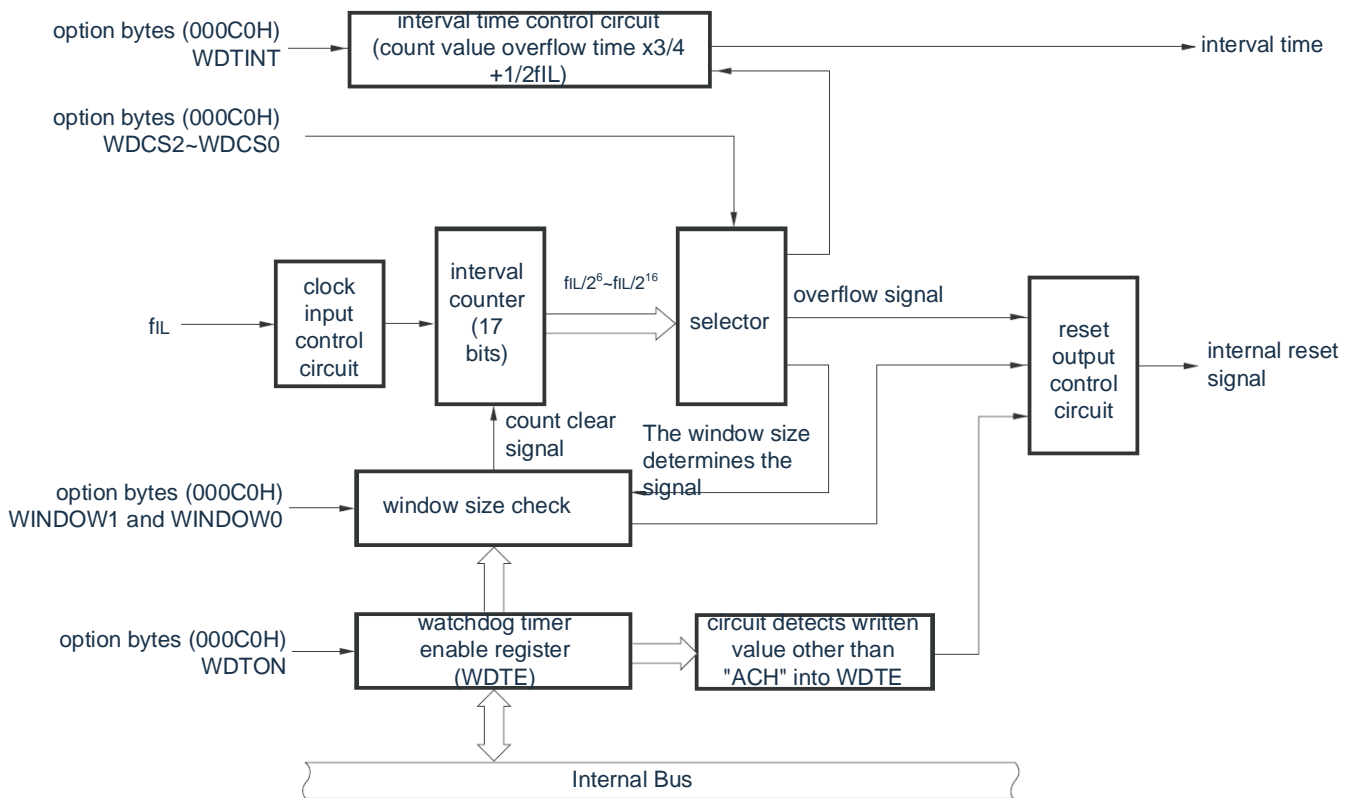 option bytes (000C0H)
WDTINT
interval time control circuit
(count value overflow time x3/4
+1/2fIL)
interval time
option bytes (000C0H)
WDCS2~WDCS0
fIL
clock
input
control
circuit
interval
counter
(17
bits)
fIL/2⁶~fIL/2¹⁶
selector
overflow signal
reset
output
control
circuit
internal reset
signal
count clear
signal
The window size
determines the
signal
option bytes (000C0H)
WINDOW1 and WINDOW0
window size check
option bytes (000C0H)
WDTON
watchdog timer
enable register
(WDTE)
circuit detects written
value other than
"ACH" into WDTE
Internal Bus